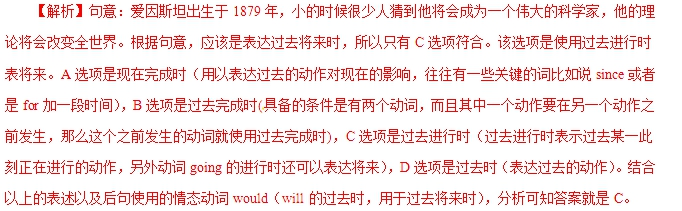 【解析】句意：爱因斯坦出生于 1879 年，小的时候很少人猜到他将会成为一个伟大的科学家，他的理
论将会改变全世界。根据句意，应该是表达过去将来时，所以只有 C 选项符合。该选项是使用过去进行时
表将来。A 选项是现在完成时（用以表达过去的动作对现在的影响，往往有一些关键的词比如说 since 或者
是 for 加一段时间），B 选项是过去完成时(具备的条件是有两个动词，而且其中一个动作要在另一个动作之
前发生，那么这个之前发生的动词就使用过去完成时)，C 选项是过去进行时（过去进行时表示过去某一此
刻正在进行的动作，另外动词 going 的进行时还可以表达将来），D 选项是过去时（表达过去的动作）。结合
以上的表述以及后句使用的情态动词 would（will 的过去时，用于过去将来时），分析可知答案就是 C。